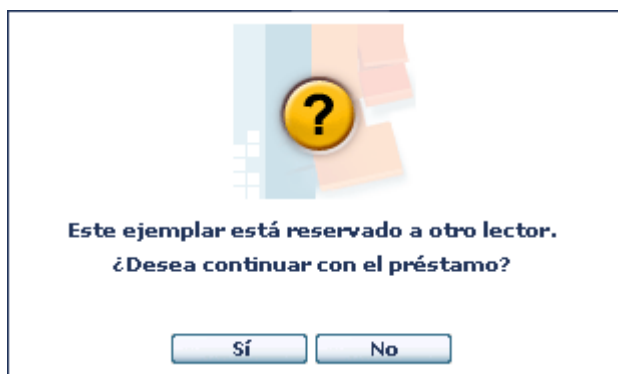 ?
Este ejemplar está reservado a otro lector.
¿Desea continuar con el préstamo?
Sí
No